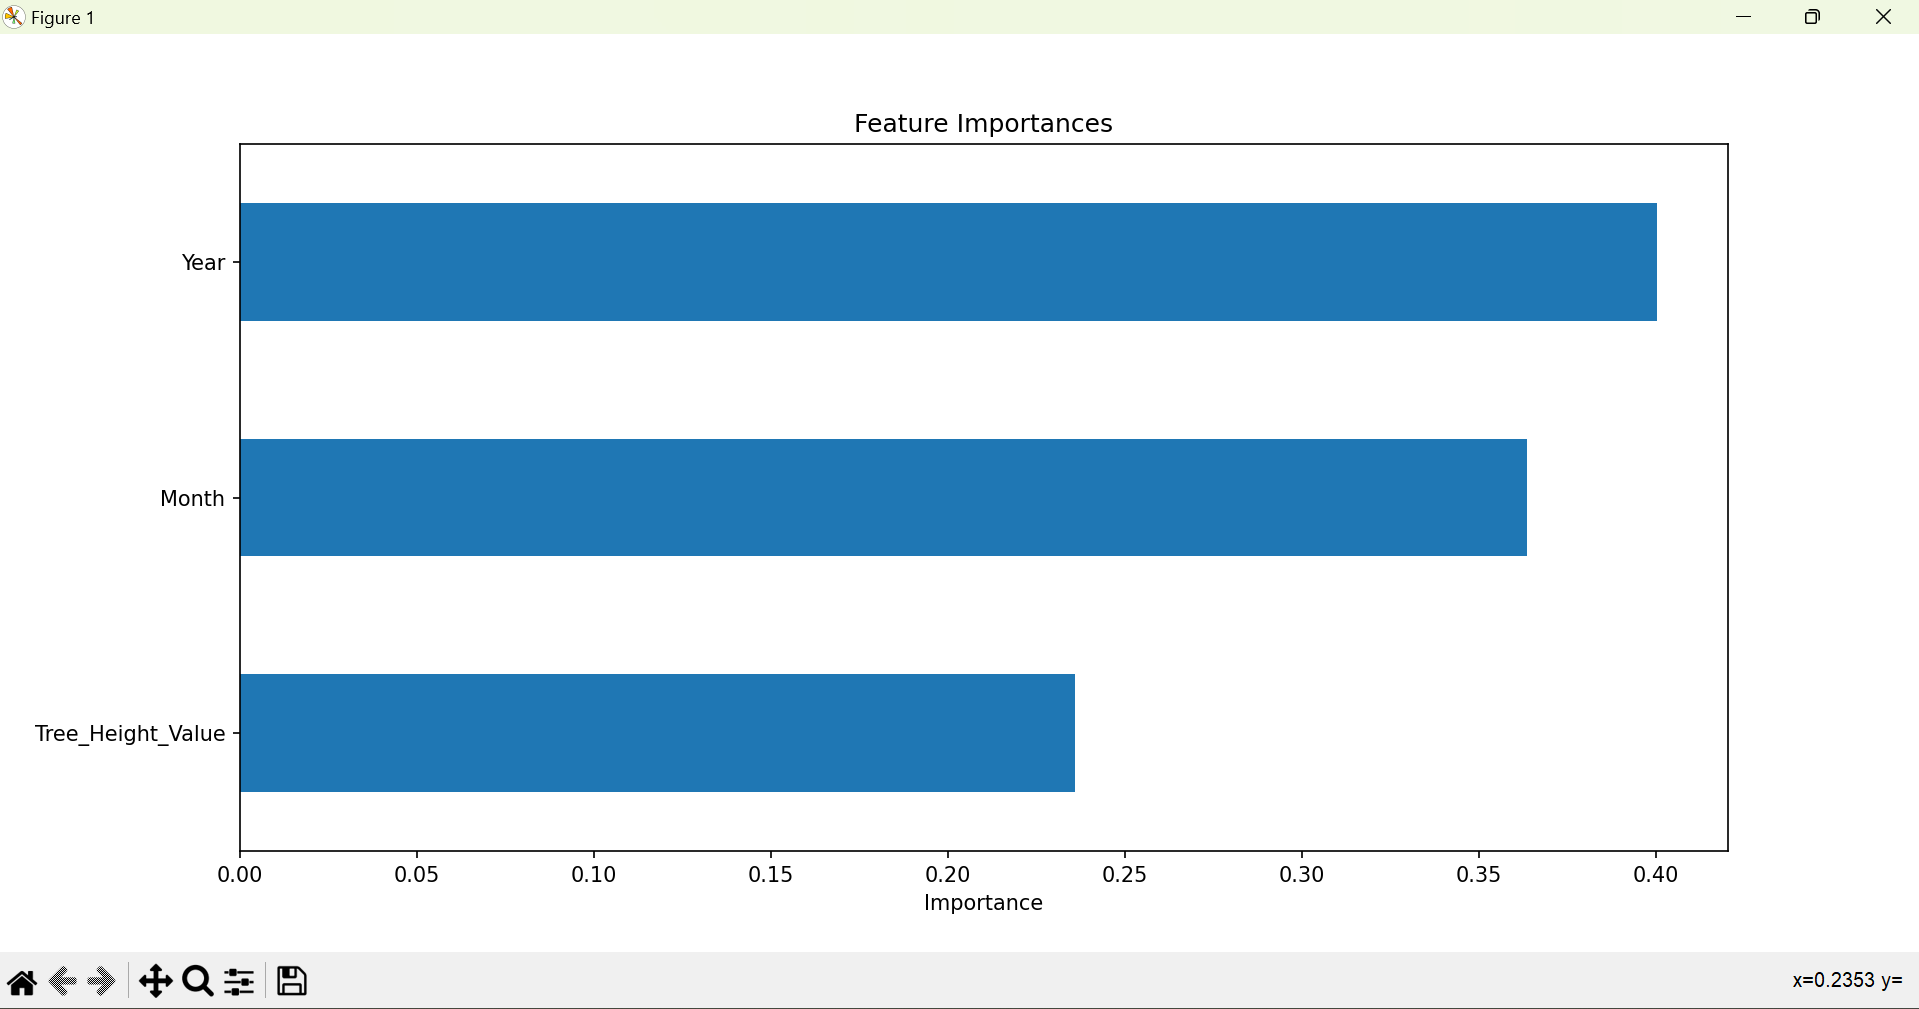 Figure 1
Feature Importances
Year
Month
Tree_Height_Value
0.00 0.05 0.10 0.15 0.20 0.25 0.30 0.35 0.40
Importance
x=0.2353 y=